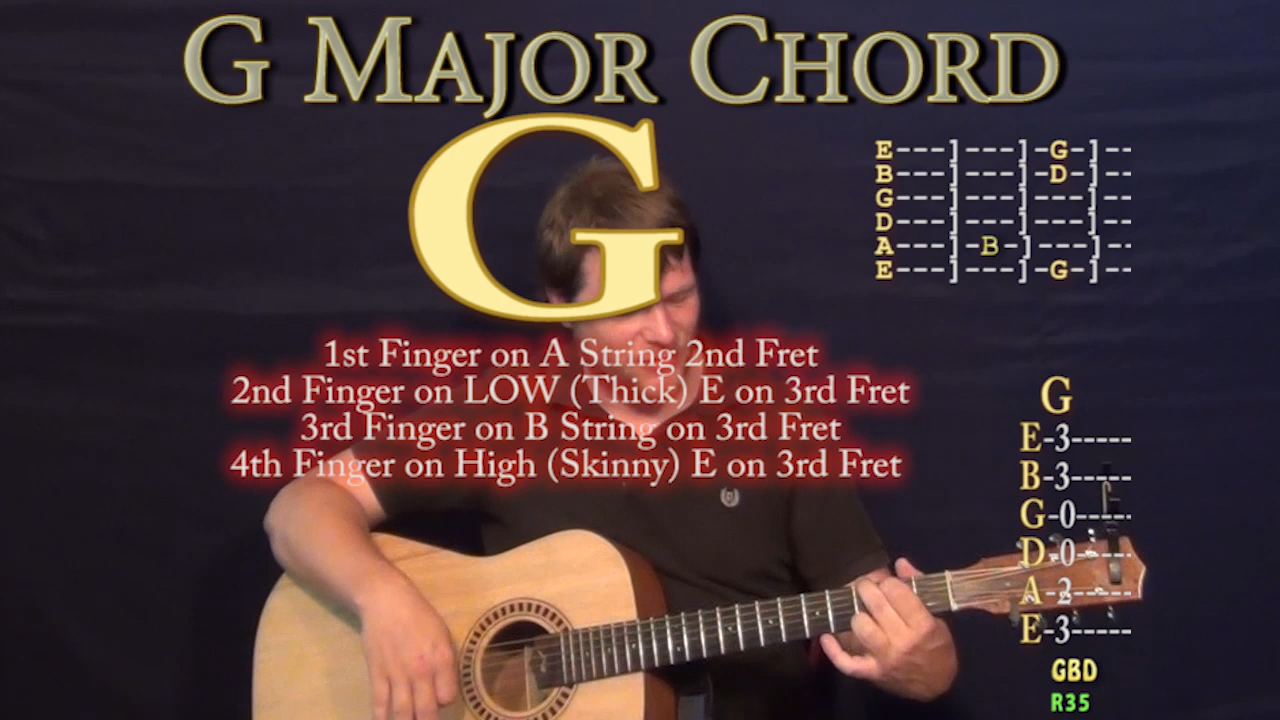 G Major Chord
G
E---]---]-G-]--
B---]---]-D-]--
G---]---]---]--
D---]---]---]--
A---]-B-]---]--
E---]---]-G-]--
1st Finger on A String 2nd Fret
2nd Finger on LOW (Thick) E on 3rd Fret
3rd Finger on B String on 3rd Fret
4th Finger on High (Skinny) E on 3rd Fret
G
E-3-----
B-3-----
G-0-----
D-0-----
A-2-----
E-3-----
GBD
R35